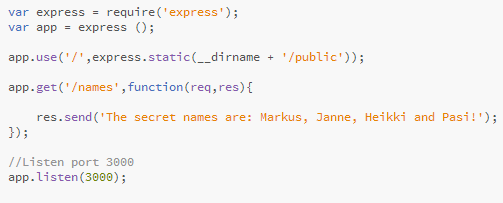 var express = require('express');
var app = express ();
app.use('/',express.static(__dirname + '/public'));
app.get('/names',function(req,res){
    res.send('The secret names are: Markus, Janne, Heikki and Pasi!');
});
//Listen port 3000
app.listen(3000);